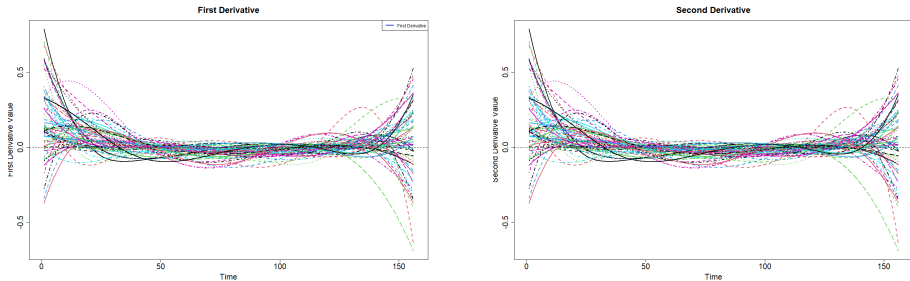 First Derivative
First Derivative
First Derivative Value
0.5
0.0
-0.5
0
50
100
150
Time
Second Derivative
Second Derivative Value
0.5
0.0
-0.5
0
50
100
150
Time